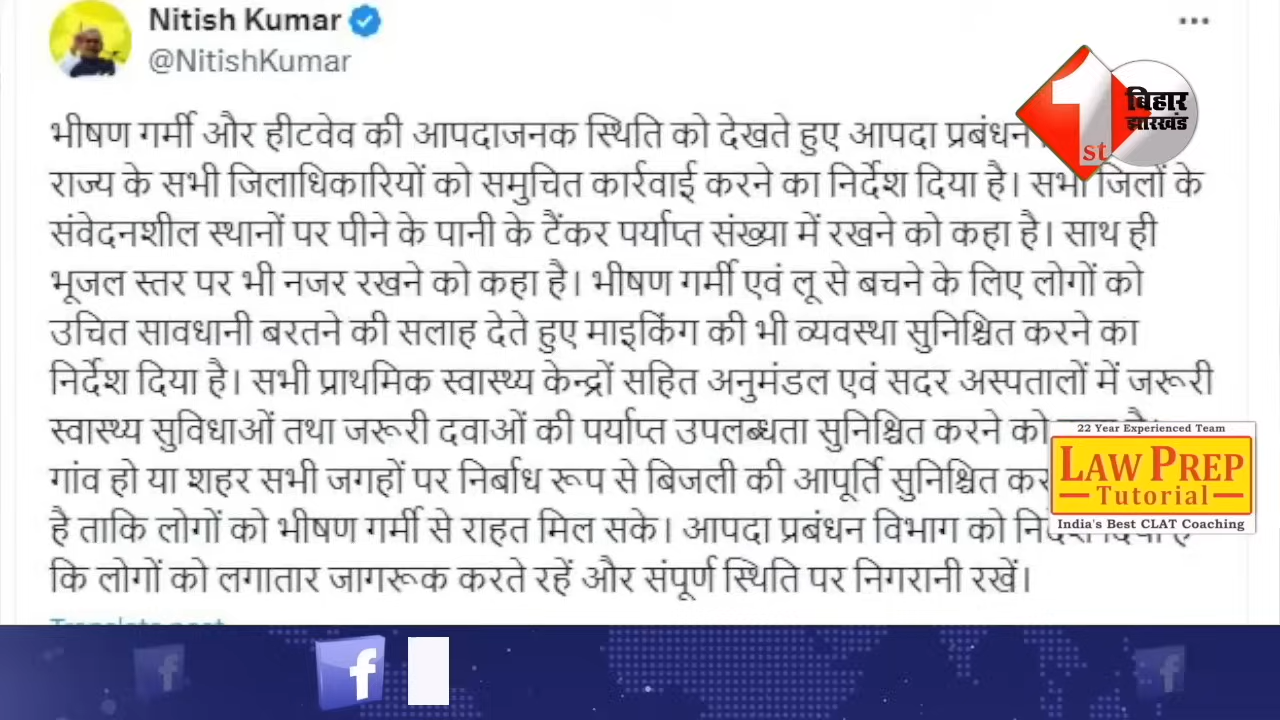 Nitish Kumar
@NitishKumar
भीषण गर्मी और हीटवेव की आपदाजनक स्थिति को देखते हुए आपदा प्रबंधन
राज्य के सभी जिलाधिकारियों को समुचित कार्रवाई करने का निर्देश दिया है। सभी जिलों के
संवेदनशील स्थानों पर पीने के पानी के टैंकर पर्याप्त संख्या में रखने को कहा है। साथ ही
भूजल स्तर पर भी नजर रखने को कहा है। भीषण गर्मी एवं लू से बचने के लिए लोगों को
उचित सावधानी बरतने की सलाह देते हुए माइकिंग की भी व्यवस्था सुनिश्चित करने का
निर्देश दिया है। सभी प्राथमिक स्वास्थ्य केन्द्रों सहित अनुमंडल एवं सदर अस्पतालों में जरूरी
स्वास्थ्य सुविधाओं तथा जरूरी दवाओं की पर्याप्त उपलब्धता सुनिश्चित करने को
गांव हो या शहर सभी जगहों पर निर्बाध रूप से बिजली की आपूर्ति सुनिश्चित
है ताकि लोगों को भीषण गर्मी से राहत मिल सके। आपदा प्रबंधन विभाग को निर्देश दिया है
कि लोगों को लगातार जागरूक करते रहें और संपूर्ण स्थिति पर निगरानी रखें।
1st
बिहार
झारखंड
22 Year Experienced Team
LAW PREP
Tutorial
India's Best CLAT Coaching
f